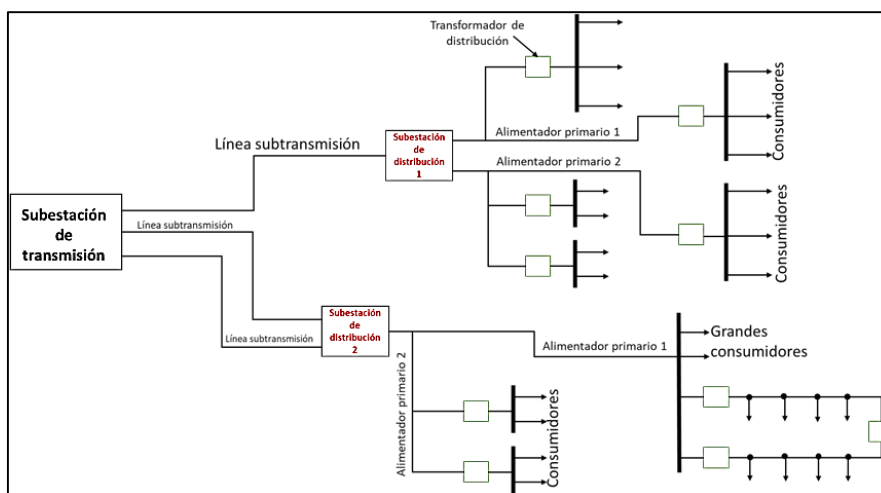 Transformador de
distribución
Consumidores
Línea subtransmisión
Subestación
de
distribución
1
Alimentador primario 1
Alimentador primario 2
Consumidores
Subestación
de
transmisión
Línea subtransmisión
Línea subtransmisión
Subestación
de
distribución
2
Alimentador primario 1
Grandes
consumidores
Alimentador primario 2
Consumidores